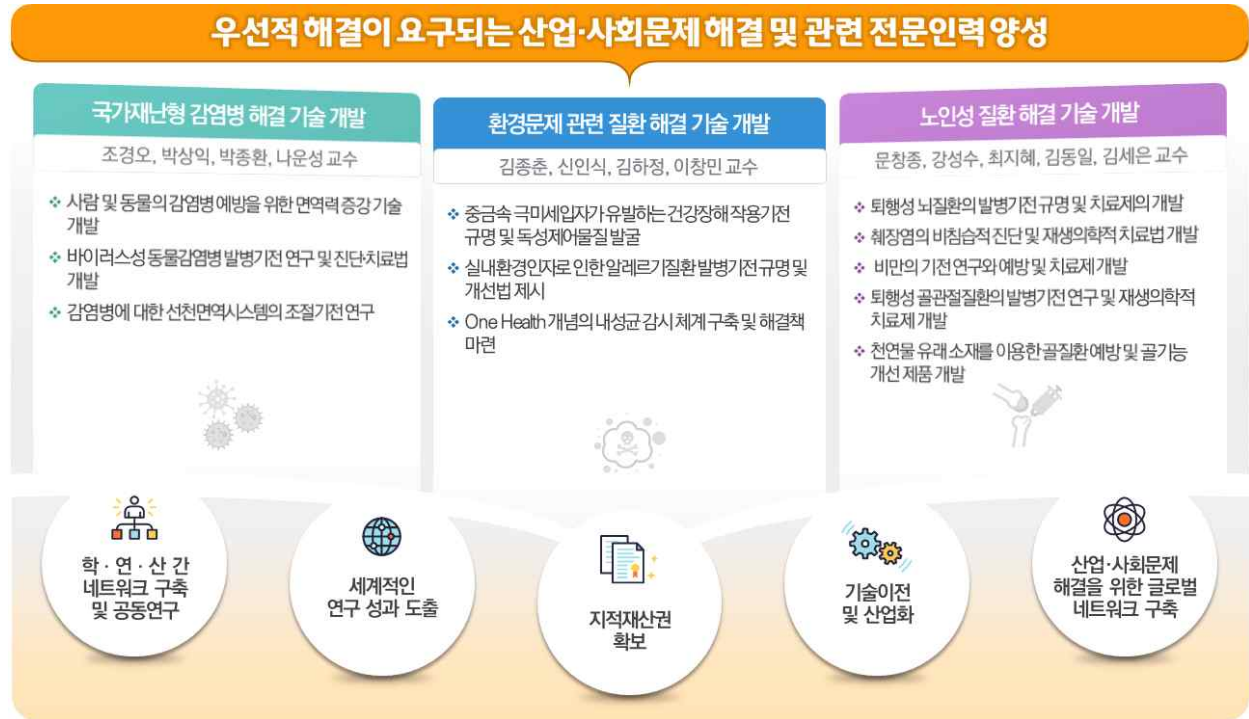 우선적 해결이 요구되는 산업·사회문제 해결 및 관련 전문인력 양성
국가재난형 감염병 해결 기술 개발
조경오, 박상익, 박종환, 나운성 교수
❖ 사람 및 동물의 감염병 예방을 위한 면역력 증강 기술
개발
❖ 바이러스성 동물감염병 발병기전 연구 및 진단·치료법
개발
❖ 감염병에 대한 선천면역시스템의 조절기전 연구
환경문제 관련 질환 해결 기술 개발
김종춘, 신인식, 김하정, 이창민 교수
❖ 중금속 극미세입자가 유발하는 건강장해 작용기전
규명 및 독성제어물질 발굴
❖ 실내환경인자로 인한 알레르기질환 발병기전 규명 및
개선법 제시
❖ One Health 개념의 내성균 감시 체계 구축 및 해결책
마련
노인성 질환 해결 기술 개발
문창종, 강성수, 최지혜, 김동일, 김세은 교수
❖ 퇴행성 뇌질환의 발병기전 규명 및 치료제의 개발
❖ 췌장염의 비침습적 진단 및 재생의학적 치료법 개발
❖ 비만의 기전 연구와 예방 및 치료제 개발
❖ 퇴행성 골관절질환의 발병기전 연구 및 재생의학적
치료제 개발
❖ 천연물 유래 소재를 이용한 골질환 예방 및 골기능
개선 제품 개발
학 · 연 · 산 간
네트워크 구축
및 공동연구
세계적인
연구 성과 도출
지적재산권
확보
기술이전
및 산업화
산업·사회문제
해결을 위한 글로벌
네트워크 구축